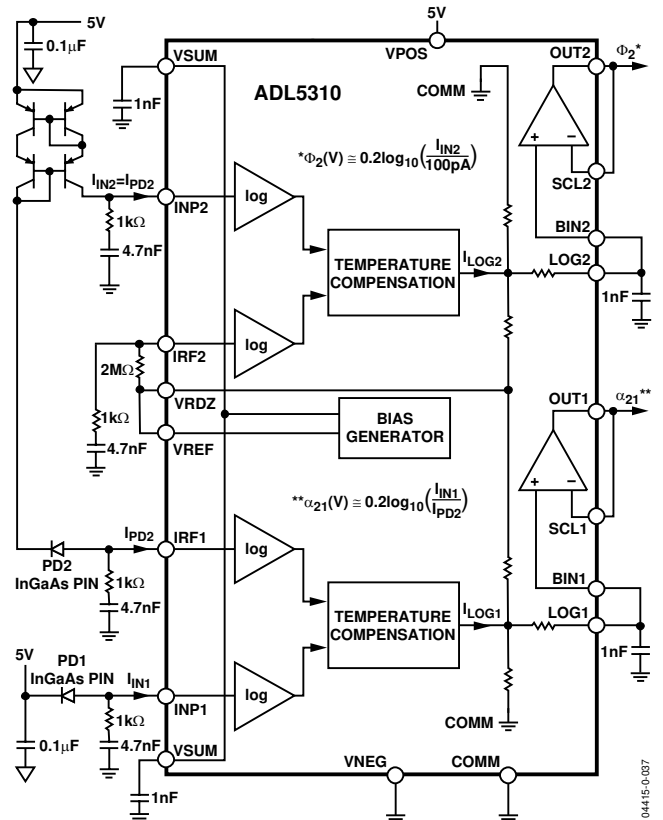 5V
0.1μF
VSUM
1nF
ADL5310
5V
VPOS
COMM
OUT2
Φ2*
*Φ2(V) ≅ 0.2log10(IIN2/100pA)
+
–
SCL2
IIN2=IPD2
INP2
1kΩ
4.7nF
log
TEMPERATURE
COMPENSATION
ILOG2
BIN2
LOG2
1nF
IRF2
log
2MΩ
VRDZ
1kΩ
4.7nF
VREF
BIAS
GENERATOR
OUT1
α21**
**α21(V) ≅ 0.2log10(IIN1/IPD2)
+
–
SCL1
IPD2
IRF1
PD2
InGaAs PIN
1kΩ
4.7nF
log
TEMPERATURE
COMPENSATION
ILOG1
BIN1
LOG1
1nF
5V
PD1
InGaAs PIN
IIN1
INP1
log
1kΩ
0.1μF
4.7nF
VSUM
1nF
COMM
VNEG
COMM
04415-0-037